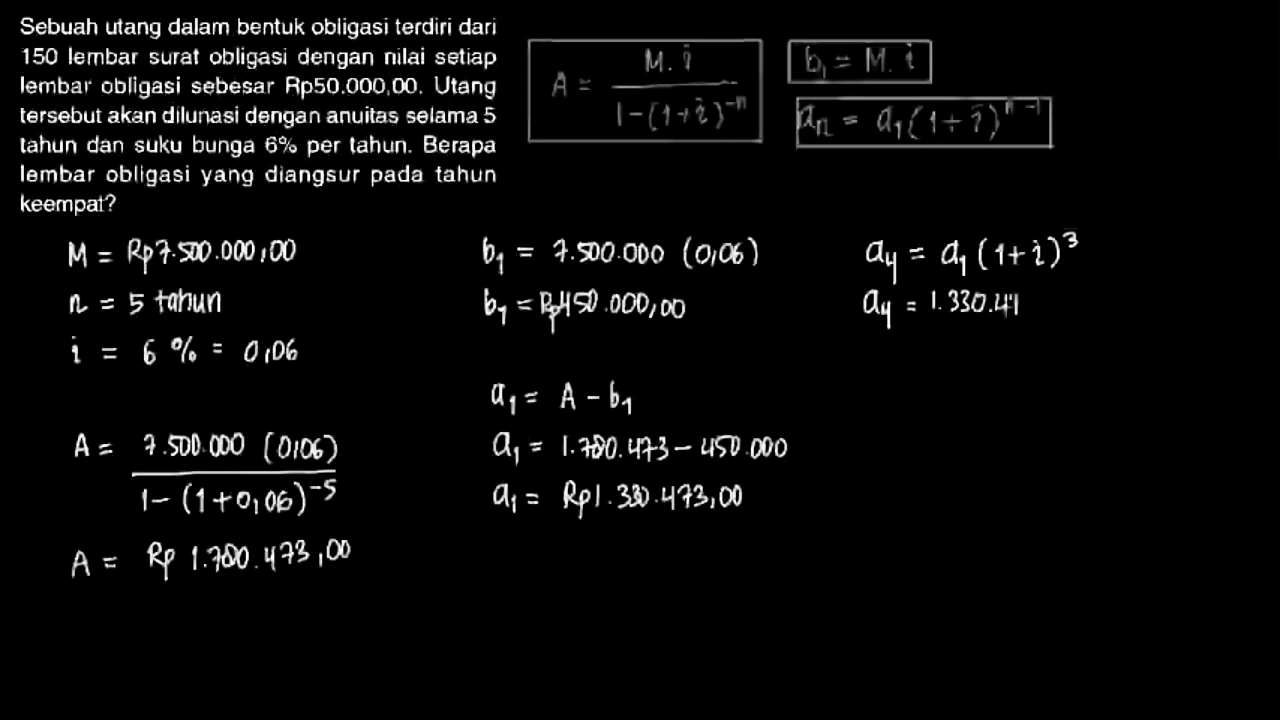 Sebuah utang dalam bentuk obligasi terdiri dari
150 lembar surat obligasi dengan nilai setiap
lembar obligasi sebesar Rp50.000,00. Utang
tersebut akan dilunasi dengan anuitas selama 5
tahun dan suku bunga 6% per tahun. Berapa
lembar obligasi yang diangsur pada tahun
keempat?
A = M. i / 1-(1+i)^-n
b₁ = M. i
aₙ = a₁(1+i)^n-1
M = Rp7.500.000,00
n = 5 tahun
i = 6 % = 0,06
A = 7.500.000 (0,06) / 1-(1+0,06)^-5
A = Rp 1.780.473,00
b₁ = 7.500.000 (0,06)
b₁ = Rp450.000,00
a₁ = A - b₁
a₁ = 1.780.473 - 450.000
a₁ = Rp1.330.473,00
a₄ = a₁ (1+i)³
a₄ = 1.330.41